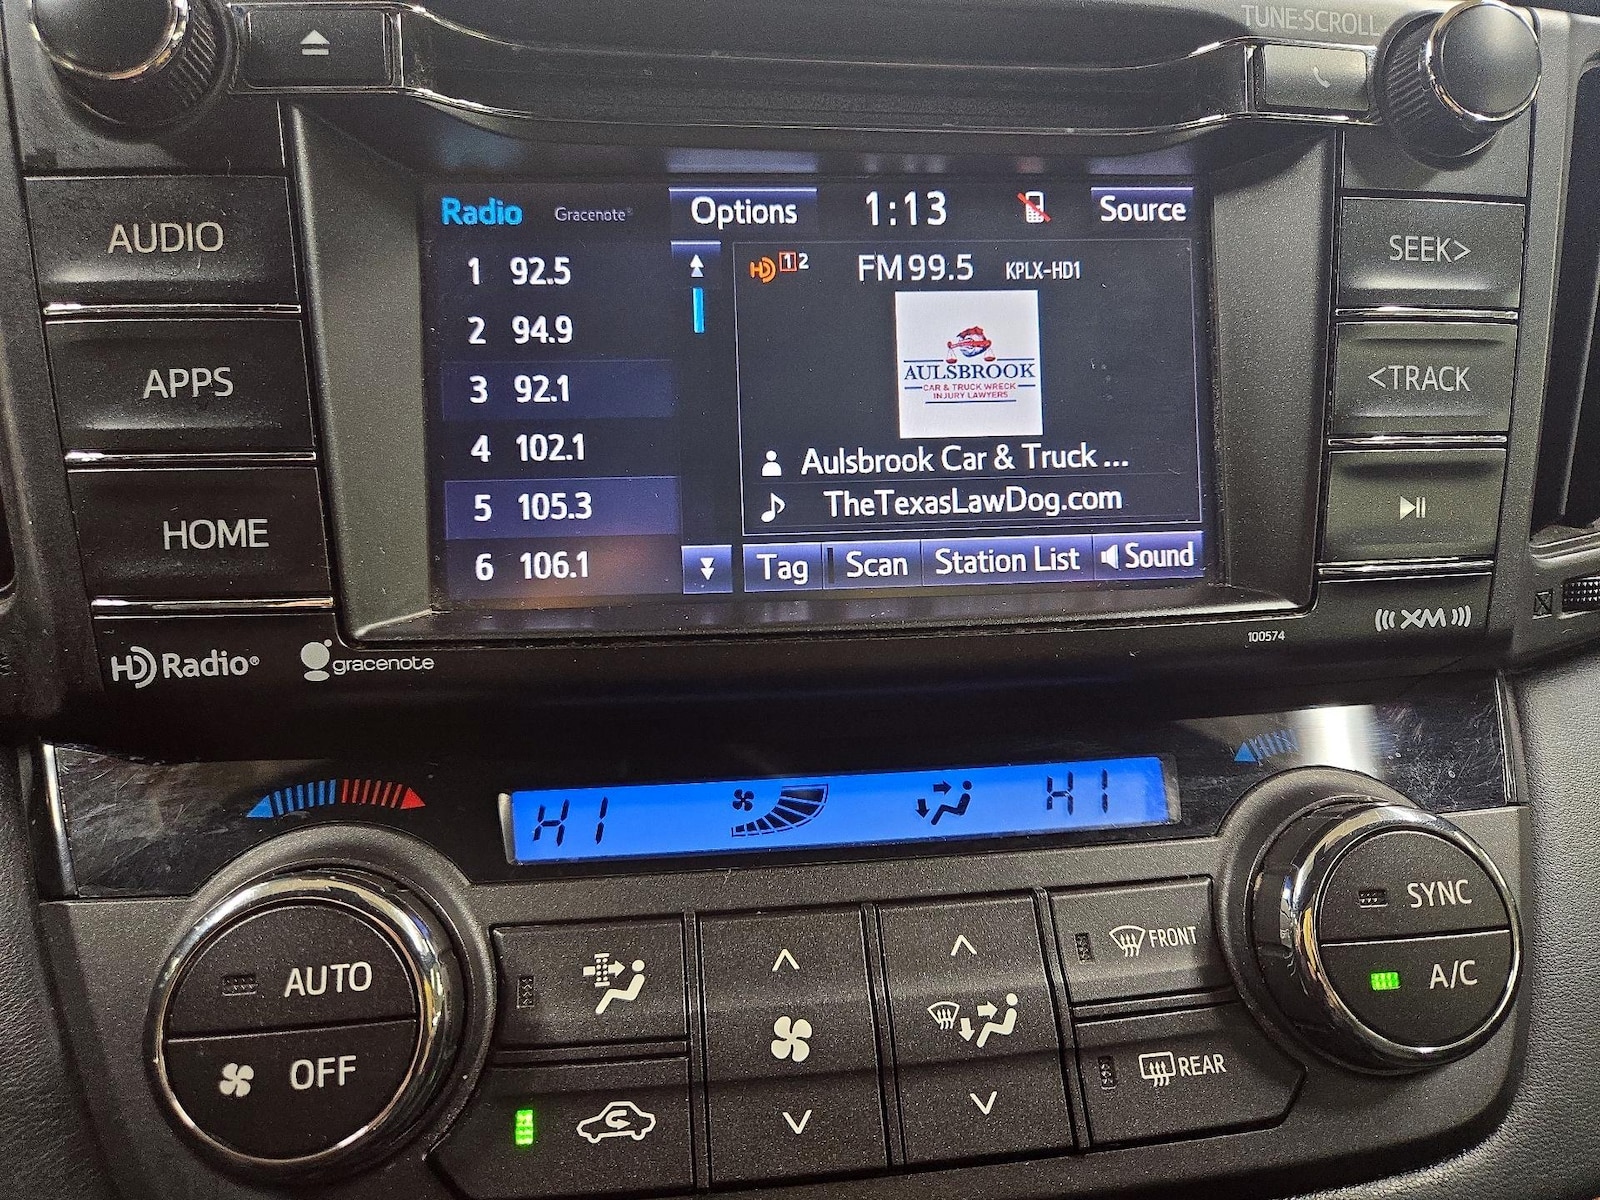 TUNE·SCROLL
AUDIO
APPS
HOME
Radio
Gracenote®
Options
1:13
Source
1 92.5
2 94.9
3 92.1
4 102.1
5 105.3
6 106.1
HD 1 2
FM 99.5
KPLX-HD1
AULSBROOK
CAR & TRUCK WRECK
INJURY LAWYERS
Aulsbrook Car & Truck ...
TheTexasLawDog.com
Tag
Scan
Station List
Sound
SEEK>
<TRACK
HD Radio®
gracenote
100574
((( XM )))
HI
HI
AUTO
OFF
FRONT
REAR
SYNC
A/C